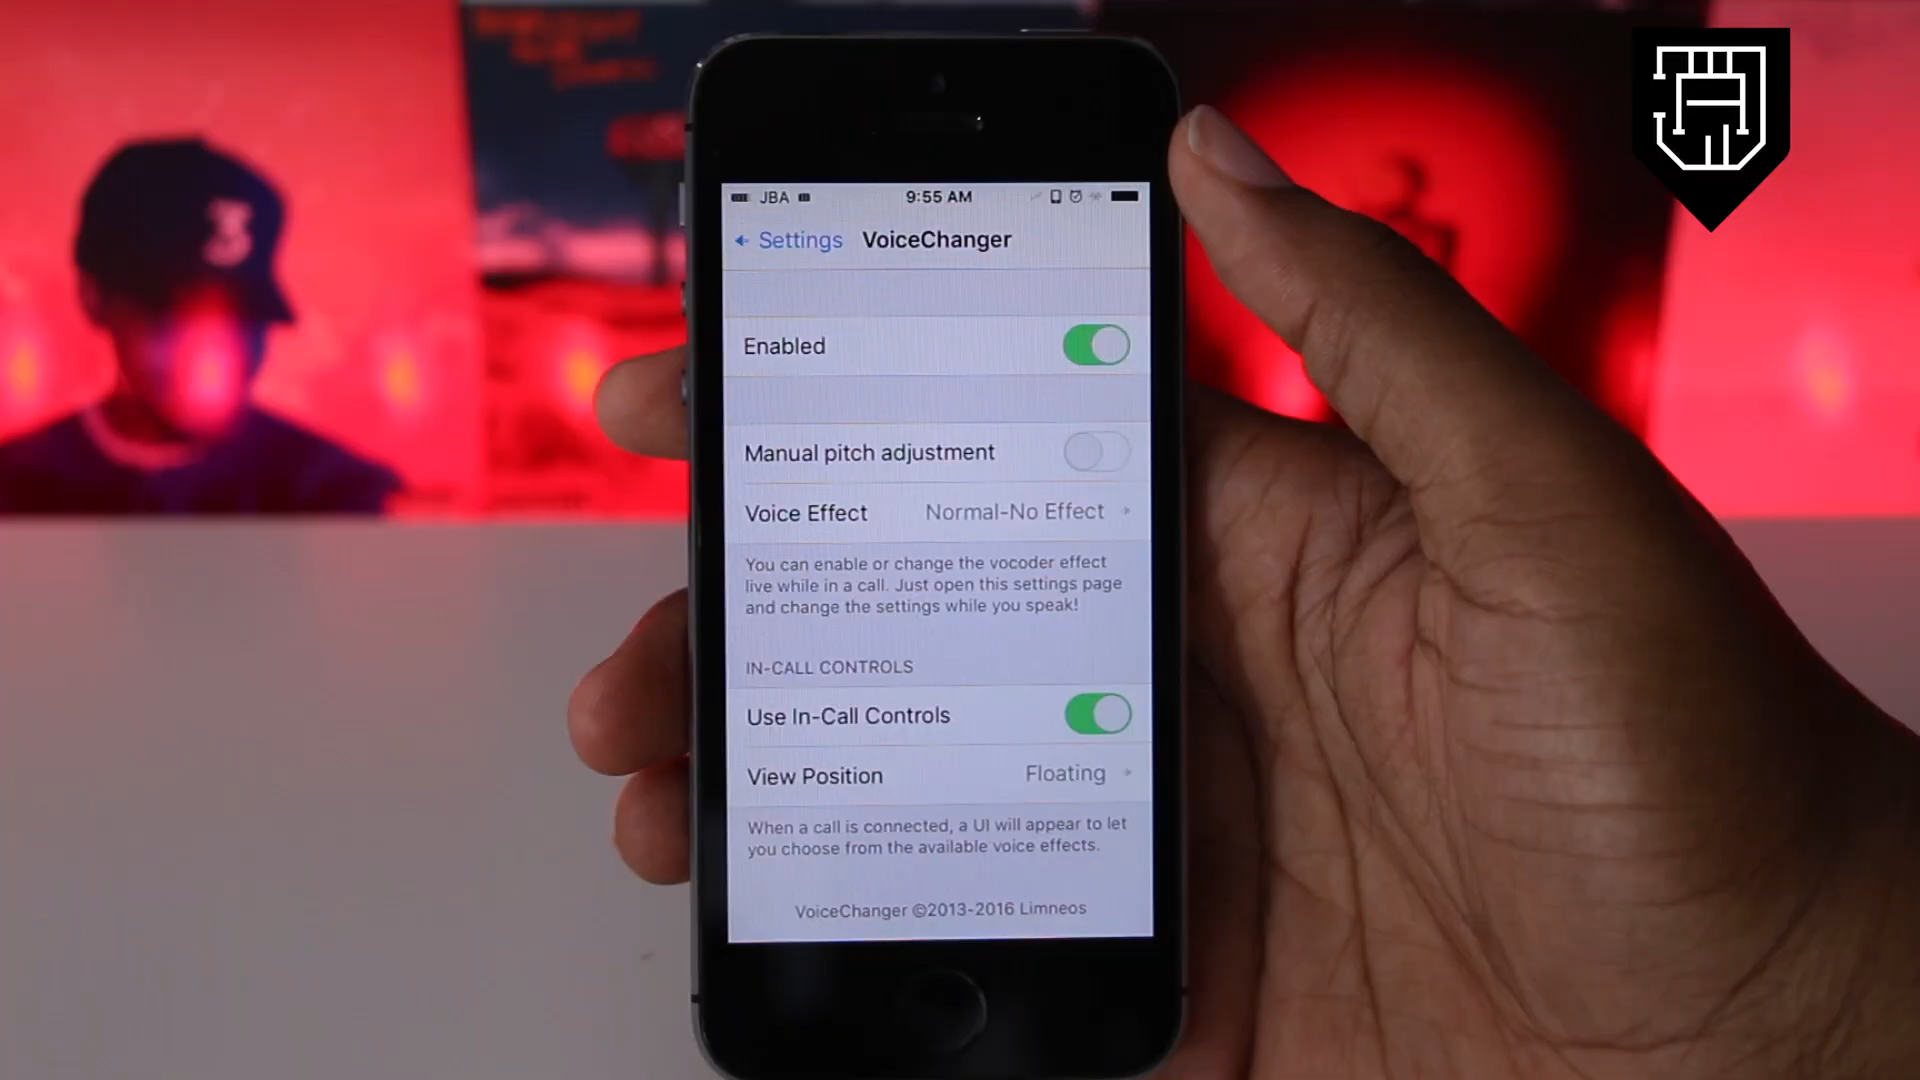 3
JBA 9:55 AM
Settings VoiceChanger
Enabled
Manual pitch adjustment
Voice Effect Normal-No Effect
You can enable or change the vocoder effect
live while in a call. Just open this settings page
and change the settings while you speak!
IN-CALL CONTROLS
Use In-Call Controls
View Position Floating
When a call is connected, a UI will appear to let
you choose from the available voice effects.
VoiceChanger ©2013-2016 Limneos